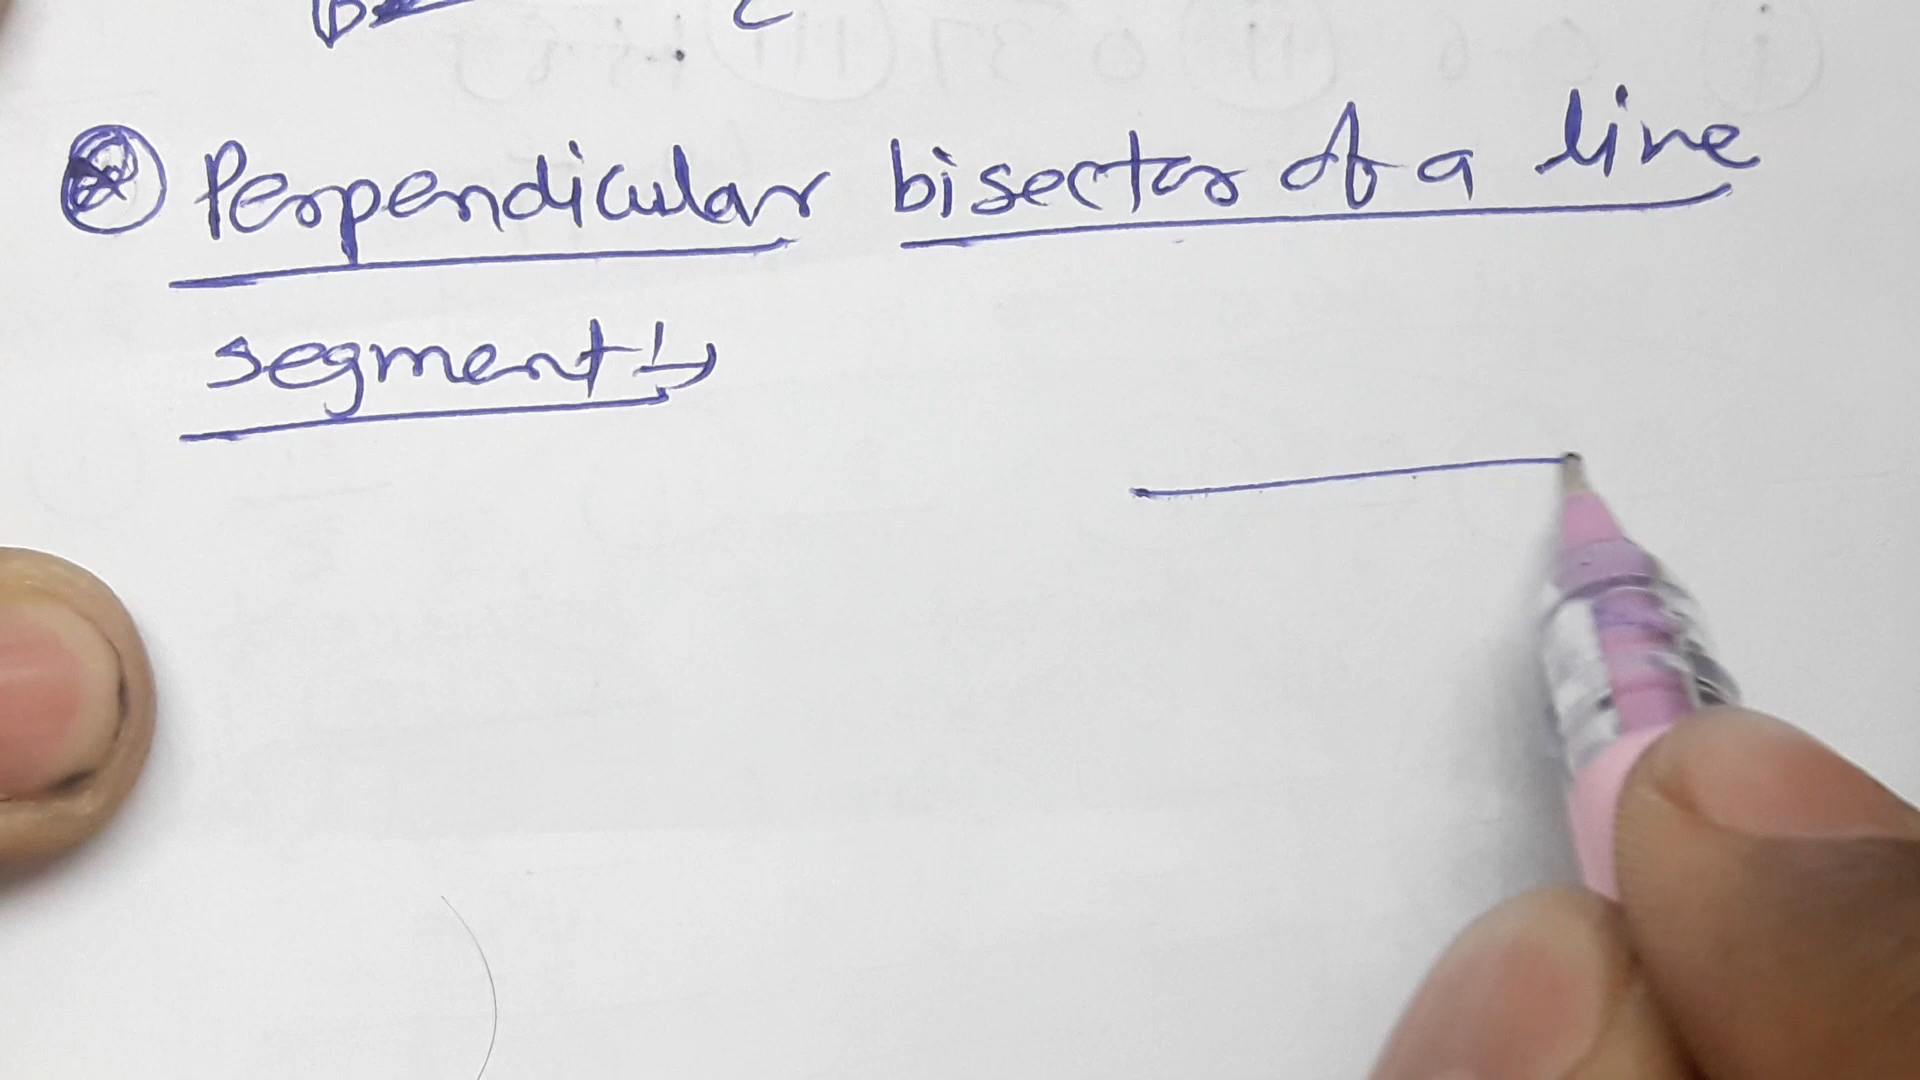 Perpendicular bisector of a line
segment:→